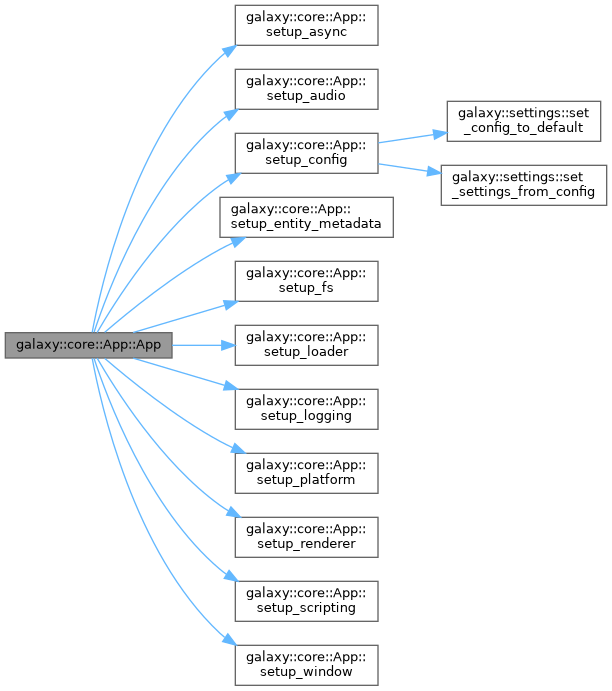 galaxy::core::App::App
galaxy::core::App::
setup_async
galaxy::core::App::
setup_audio
galaxy::core::App::
setup_config
galaxy::settings::set
_config_to_default
galaxy::settings::set
_settings_from_config
galaxy::core::App::
setup_entity_metadata
galaxy::core::App::
setup_fs
galaxy::core::App::
setup_loader
galaxy::core::App::
setup_logging
galaxy::core::App::
setup_platform
galaxy::core::App::
setup_renderer
galaxy::core::App::
setup_scripting
galaxy::core::App::
setup_window